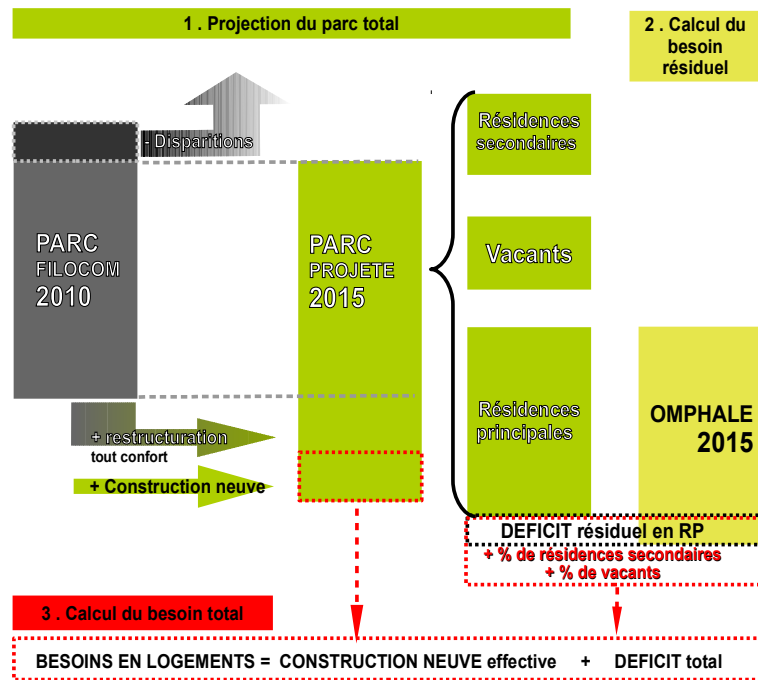 1 . Projection du parc total
2 . Calcul du
besoin
résiduel
- Disparitions
Résidences
secondaires
PARC
FILOCOM
2010
PARC
PROJETE
2015
Vacants
Résidences
principales
OMPHALE
2015
+ restructuration
tout confort
+ Construction neuve
DEFICIT résiduel en RP
+ % de résidences secondaires
+ % de vacants
3 . Calcul du besoin total
BESOINS EN LOGEMENTS = CONSTRUCTION NEUVE effective + DEFICIT total